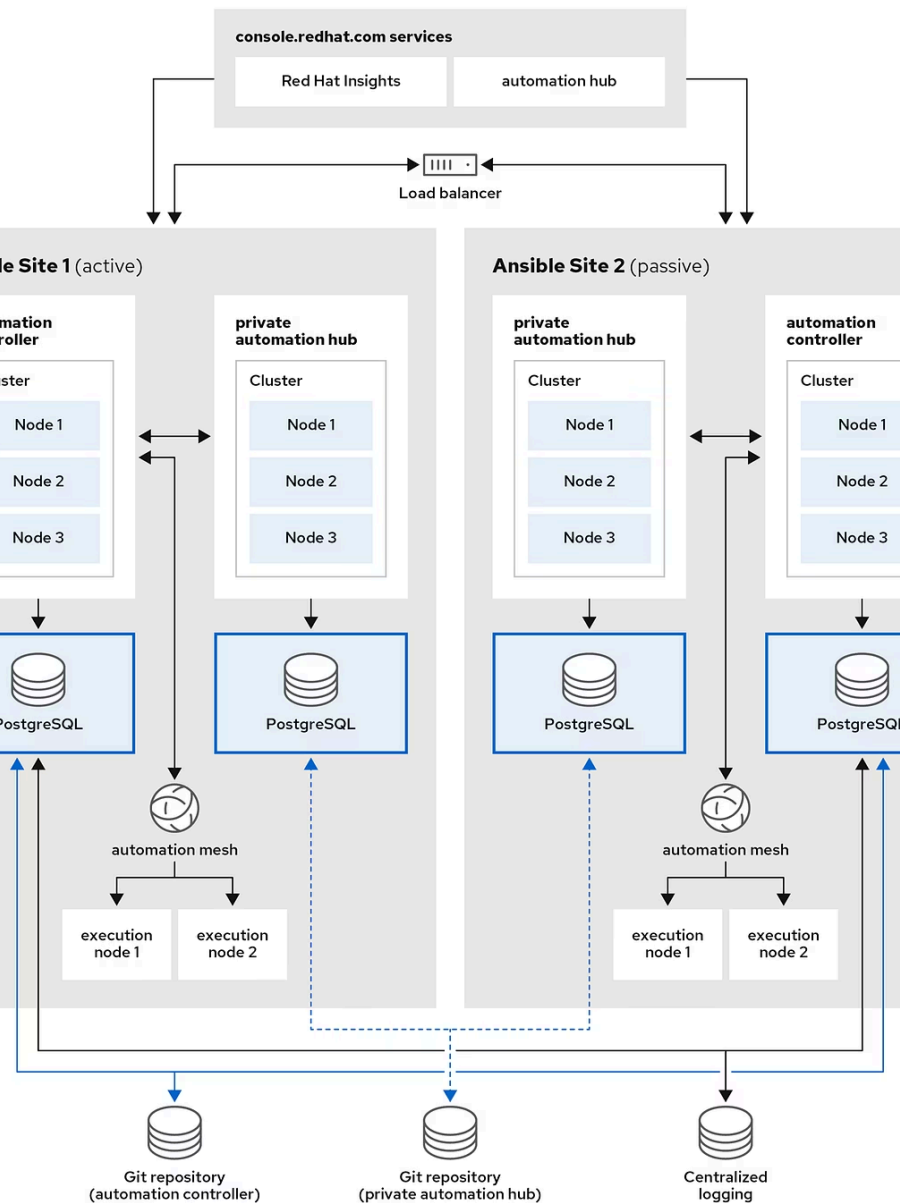 console.redhat.com services
Red Hat Insights
automation hub
Load balancer
le Site 1 (active)
mation
roller
private
automation hub
ster
Node 1
Node 2
Node 3
Cluster
Node 1
Node 2
Node 3
PostgreSQL
PostgreSQL
automation mesh
execution
node 1
execution
node 2
Ansible Site 2 (passive)
private
automation hub
automation
controller
Cluster
Node 1
Node 2
Node 3
Cluster
Node 1
Node 2
Node 3
PostgreSQL
PostgreSQL
automation mesh
execution
node 1
execution
node 2
Git repository
(automation controller)
Git repository
(private automation hub)
Centralized
logging